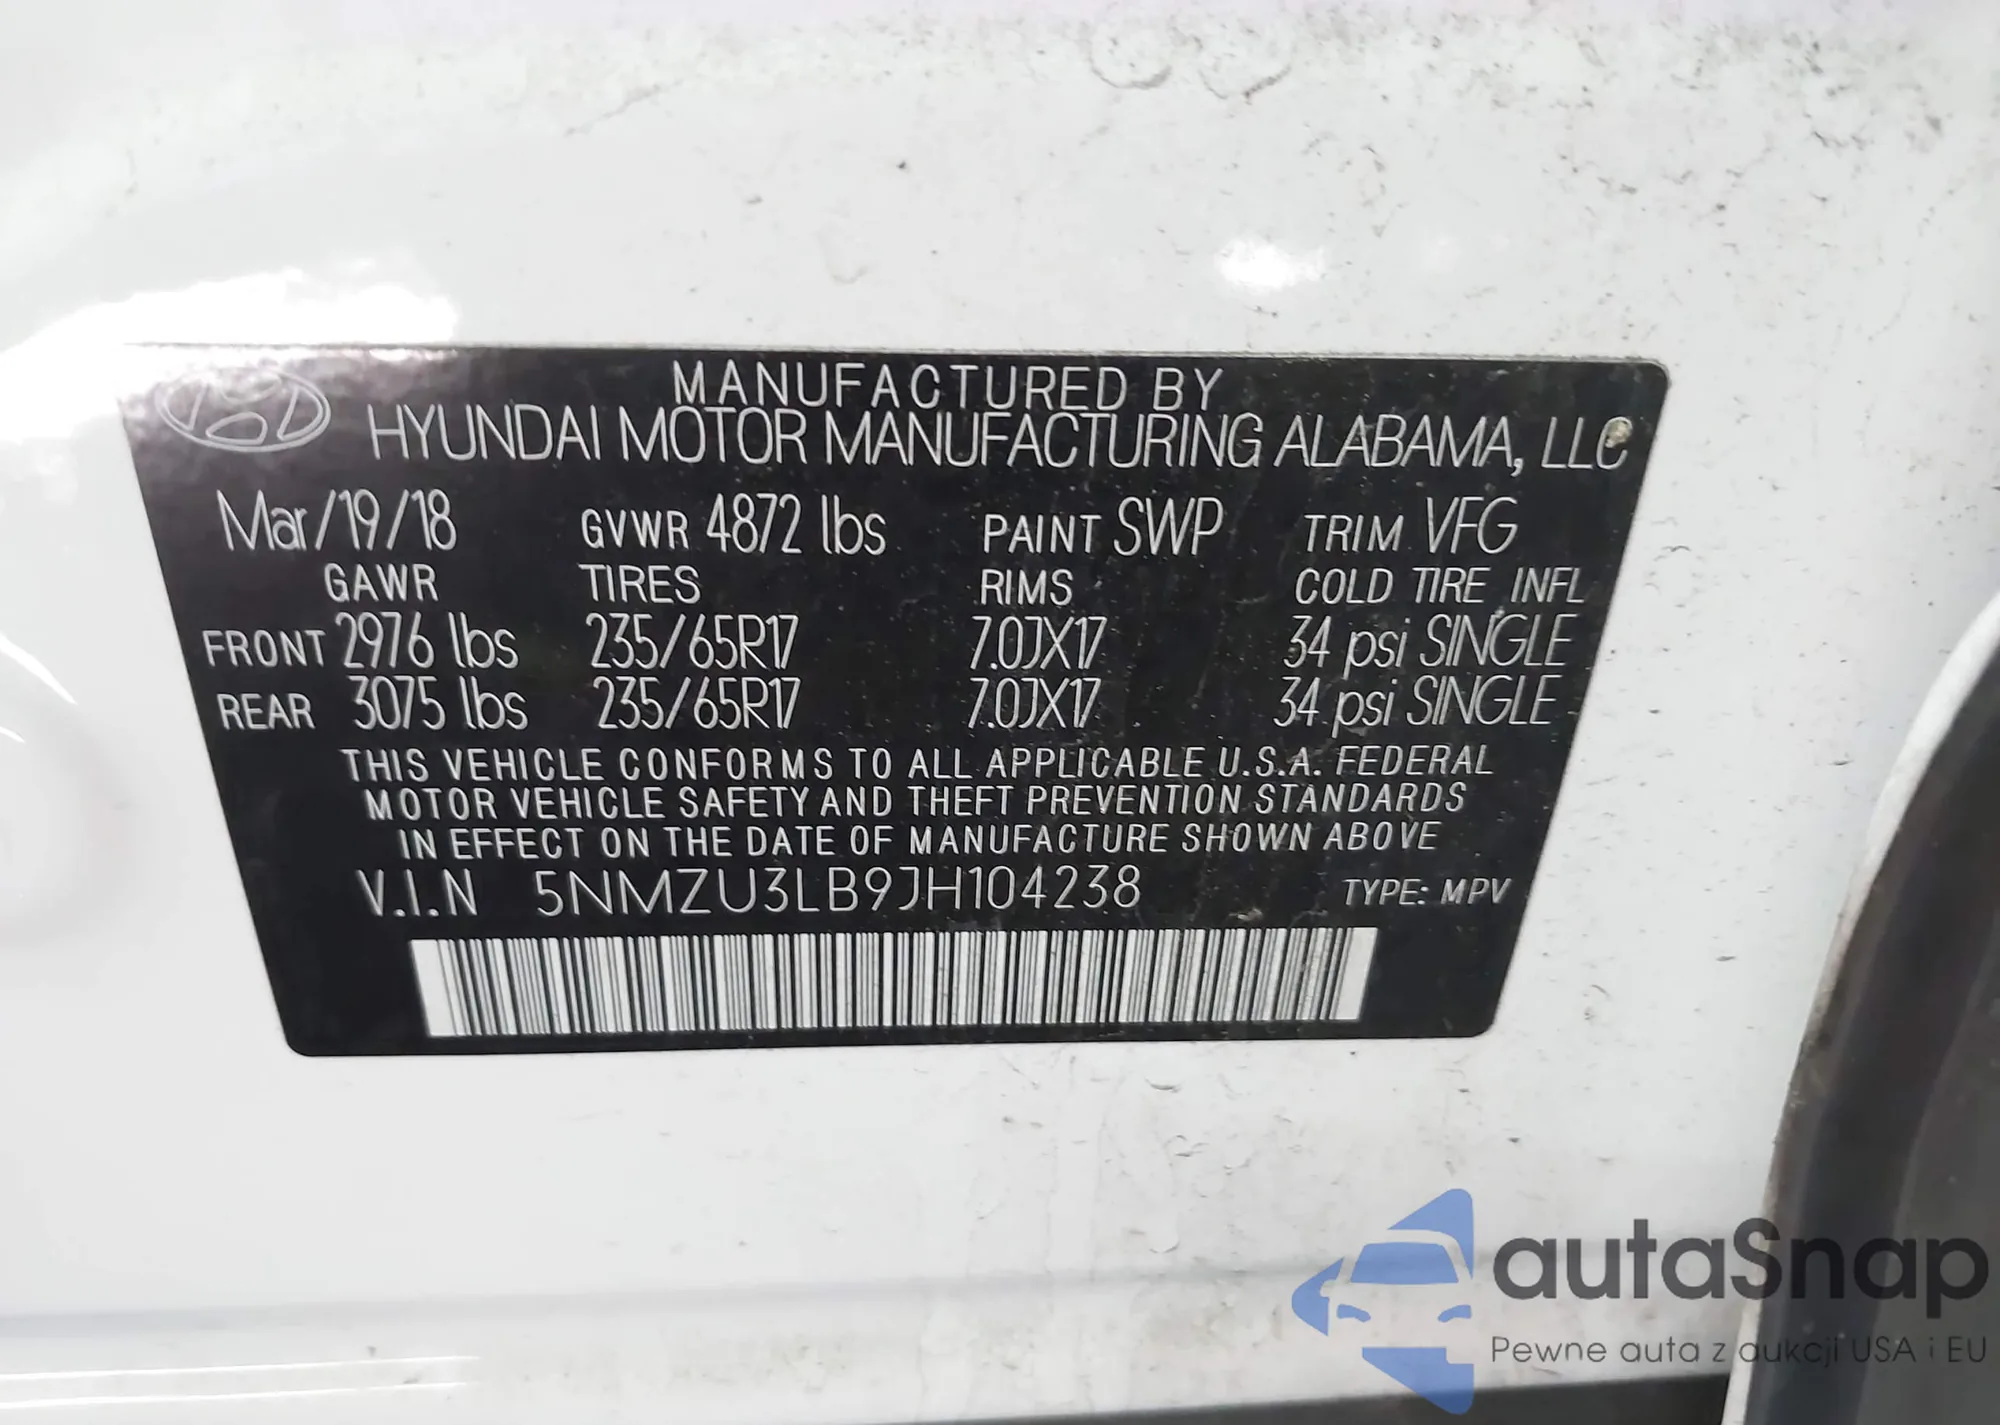 MANUFACTURED BY
HYUNDAI MOTOR MANUFACTURING ALABAMA, LLC
Mar/19/18 GVWR 4872 lbs PAINT SWP TRIM VFG
GAWR TIRES RIMS COLD TIRE INFL
FRONT 2976 lbs 235/65R17 7.0JX17 34 psi SINGLE
REAR 3075 lbs 235/65R17 7.0JX17 34 psi SINGLE
THIS VEHICLE CONFORMS TO ALL APPLICABLE U.S.A. FEDERAL
MOTOR VEHICLE SAFETY AND THEFT PREVENTION STANDARDS
IN EFFECT ON THE DATE OF MANUFACTURE SHOWN ABOVE
V.I.N 5NMZU3LB9JH104238 TYPE: MPV
autaSnap
Pewne auta z aukcji USA i EU